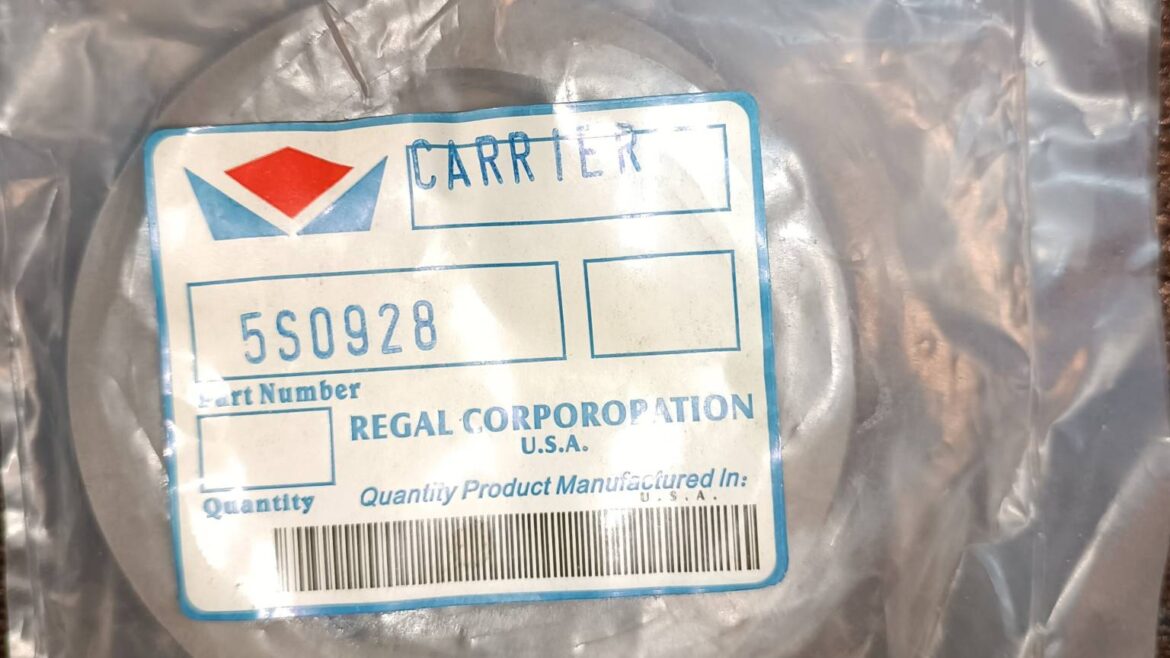 CARRIER
5S0928
Part Number
REGAL CORPOROPATION
U.S.A.
Quantity
Quantity Product Manufactured In:
U.S.A.